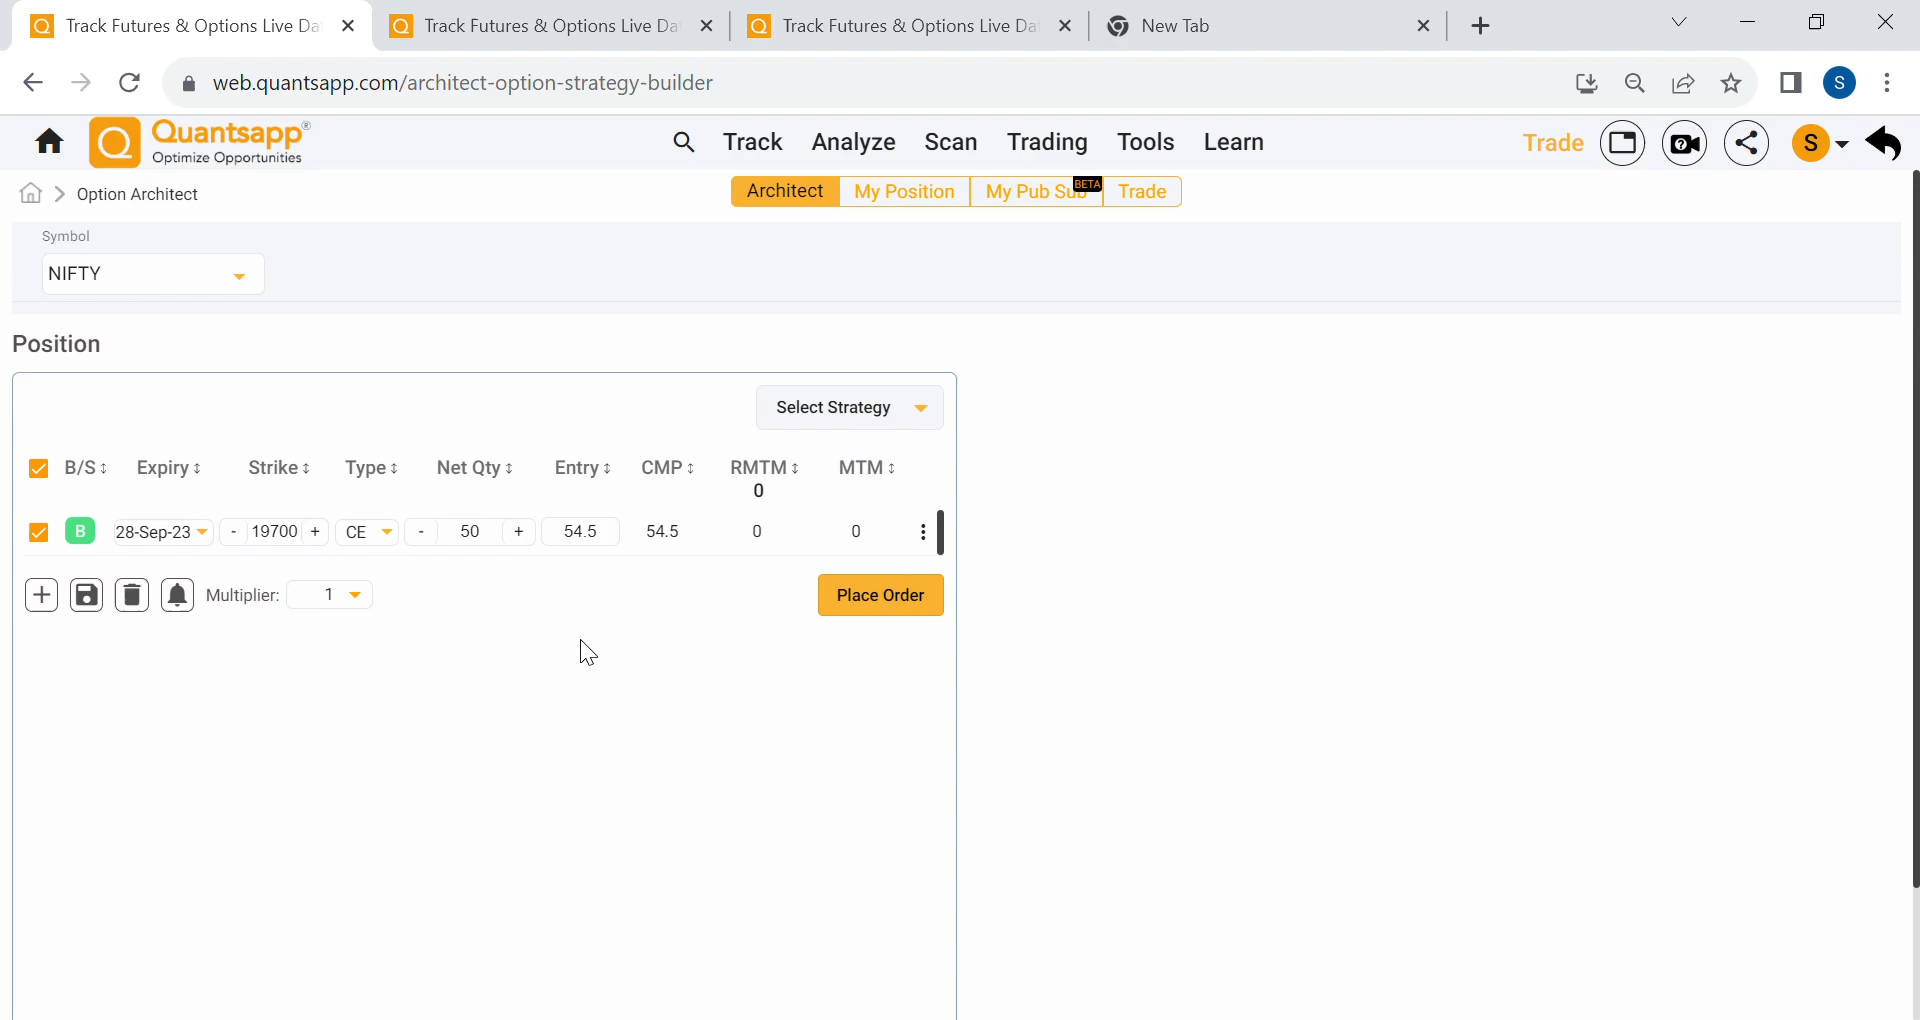 Track Futures & Options Live Da
Track Futures & Options Live Da
Track Futures & Options Live Da
New Tab
web.quantsapp.com/architect-option-strategy-builder
S
Quantsapp®
Optimize Opportunities
Track
Analyze
Scan
Trading
Tools
Learn
Trade
S
Option Architect
Architect
My Position
My Pub Sub
BETA
Trade
Symbol
NIFTY
Position
Select Strategy
B/S Expiry Strike Type Net Qty Entry CMP RMTM MTM
0
B 28-Sep-23 - 19700 + CE - 50 + 54.5 54.5 0 0
Multiplier: 1
Place Order